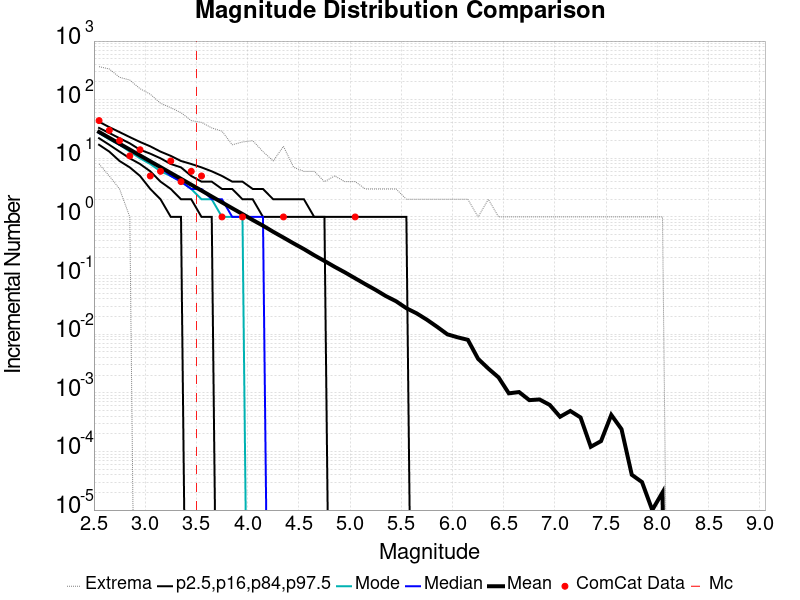 Magnitude Distribution Comparison
10^3
10^2
10^1
10^0
10^-1
10^-2
10^-3
10^-4
10^-5
Incremental Number
2.5 3.0 3.5 4.0 4.5 5.0 5.5 6.0 6.5 7.0 7.5 8.0 8.5 9.0
Magnitude
Extrema p2.5,p16,p84,p97.5 Mode Median Mean ComCat Data Mc